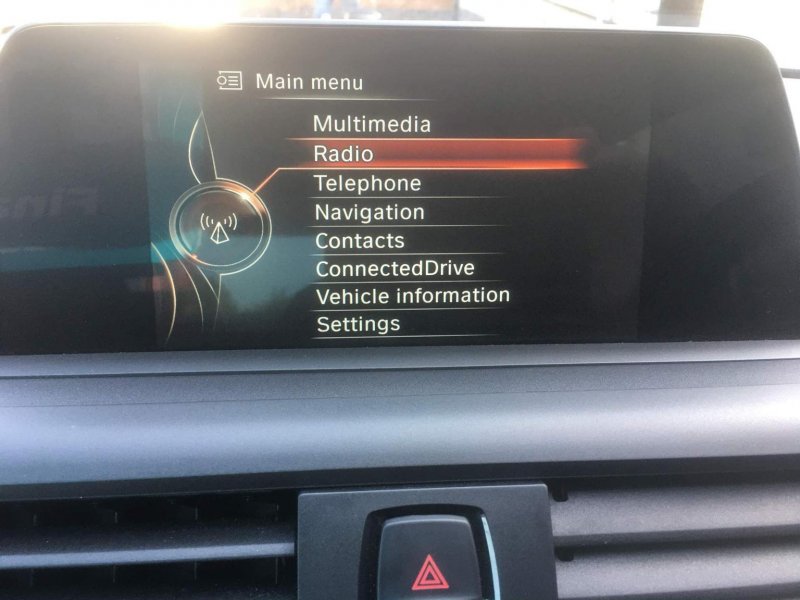 Main menu
Multimedia
Radio
Telephone
Navigation
Contacts
ConnectedDrive
Vehicle information
Settings